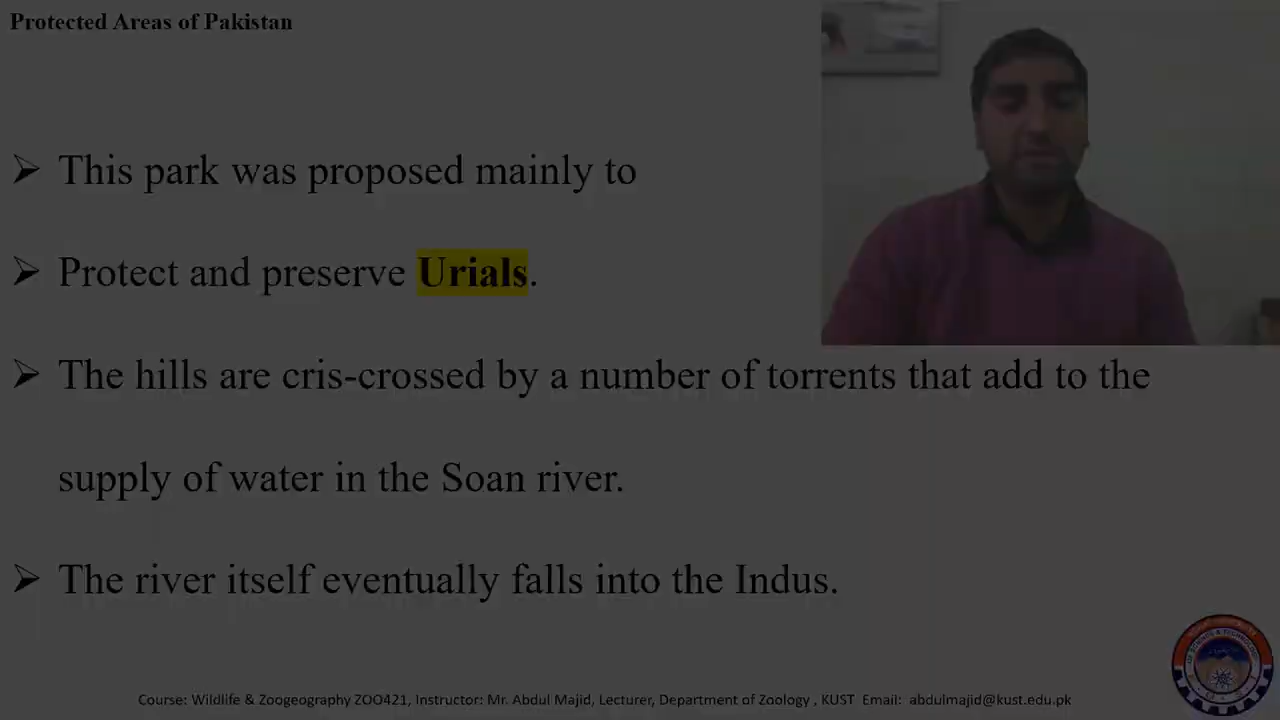 Protected Areas of Pakistan
➢ This park was proposed mainly to
➢ Protect and preserve Urials.
➢ The hills are cris-crossed by a number of torrents that add to the
supply of water in the Soan river.
➢ The river itself eventually falls into the Indus.
Course: Wildlife & Zoogeography ZOO421, Instructor: Mr. Abdul Majid, Lecturer, Department of Zoology , KUST Email: abdulmajid@kust.edu.pk